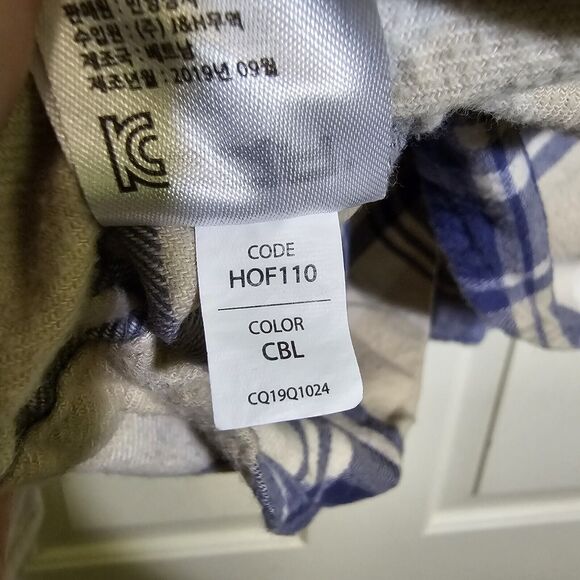 수입원 : (주) J&H무역
제조국 : 베트남
제조년월 : 2019년 09월
KC
CODE
HOF110
COLOR
CBL
CQ19Q1024